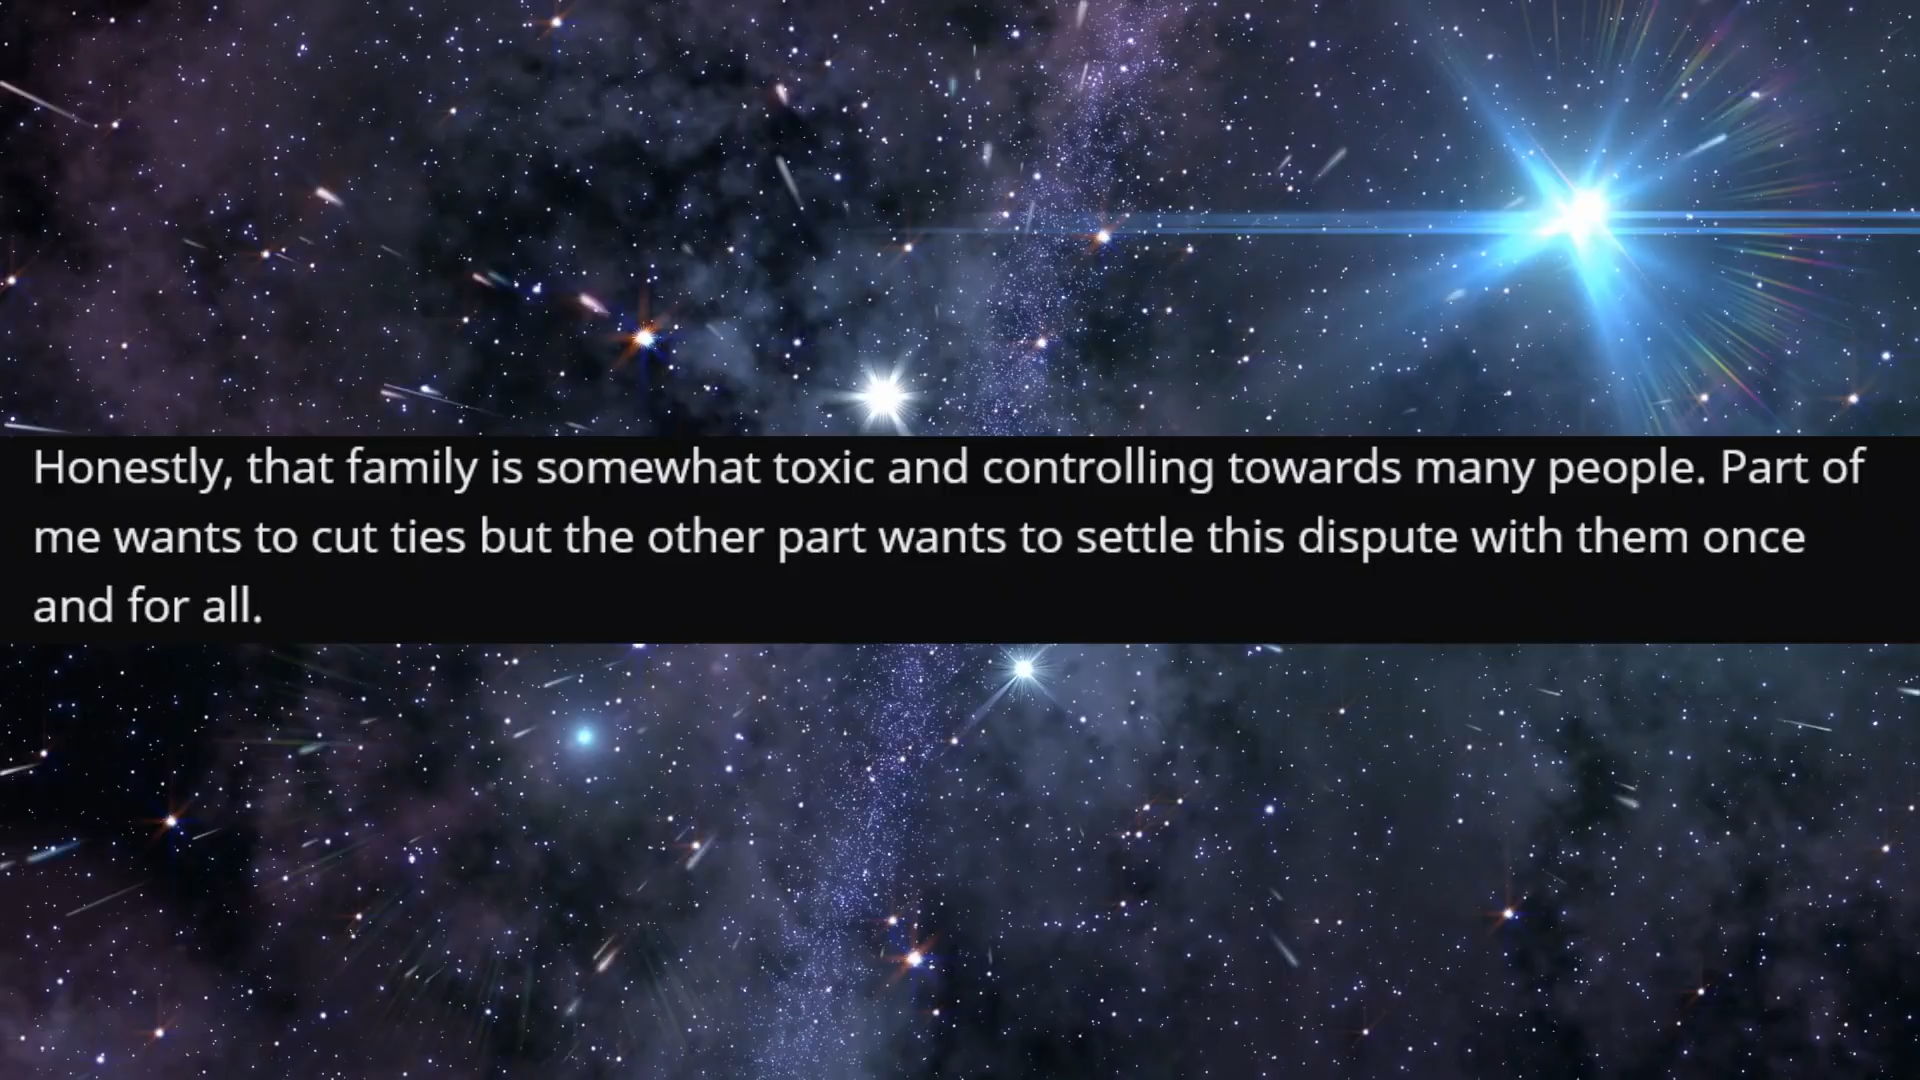 Honestly, that family is somewhat toxic and controlling towards many people. Part of
me wants to cut ties but the other part wants to settle this dispute with them once
and for all.